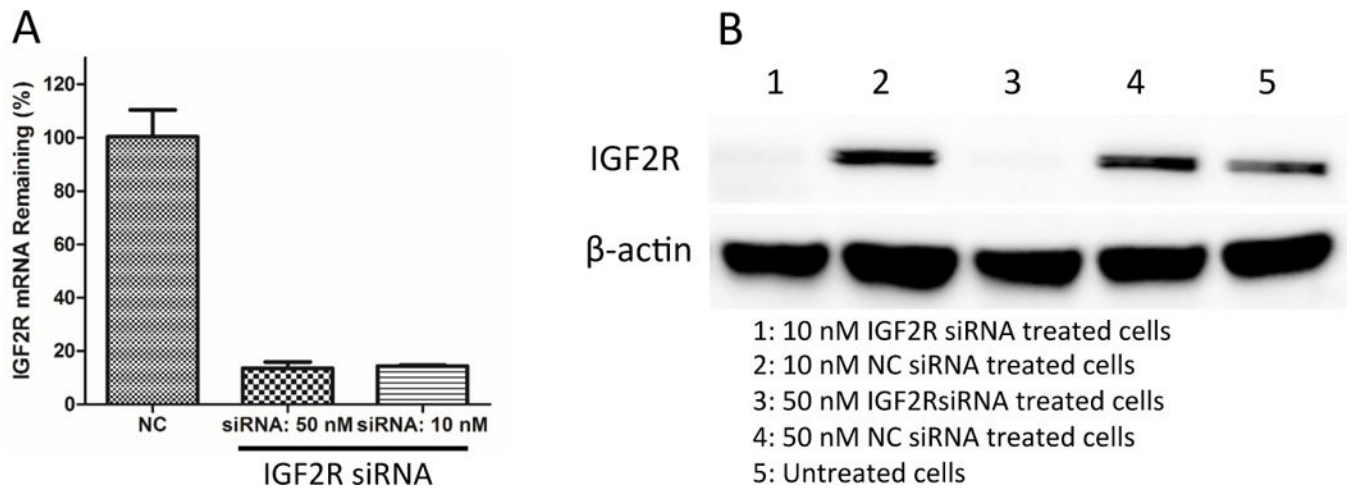 A
IGF2R mRNA Remaining (%)
120
100
80
60
40
20
0
NC
siRNA: 50 nM
siRNA: 10 nM
IGF2R siRNA
B
1 2 3 4 5
IGF2R
β-actin
1: 10 nM IGF2R siRNA treated cells
2: 10 nM NC siRNA treated cells
3: 50 nM IGF2RsiRNA treated cells
4: 50 nM NC siRNA treated cells
5: Untreated cells